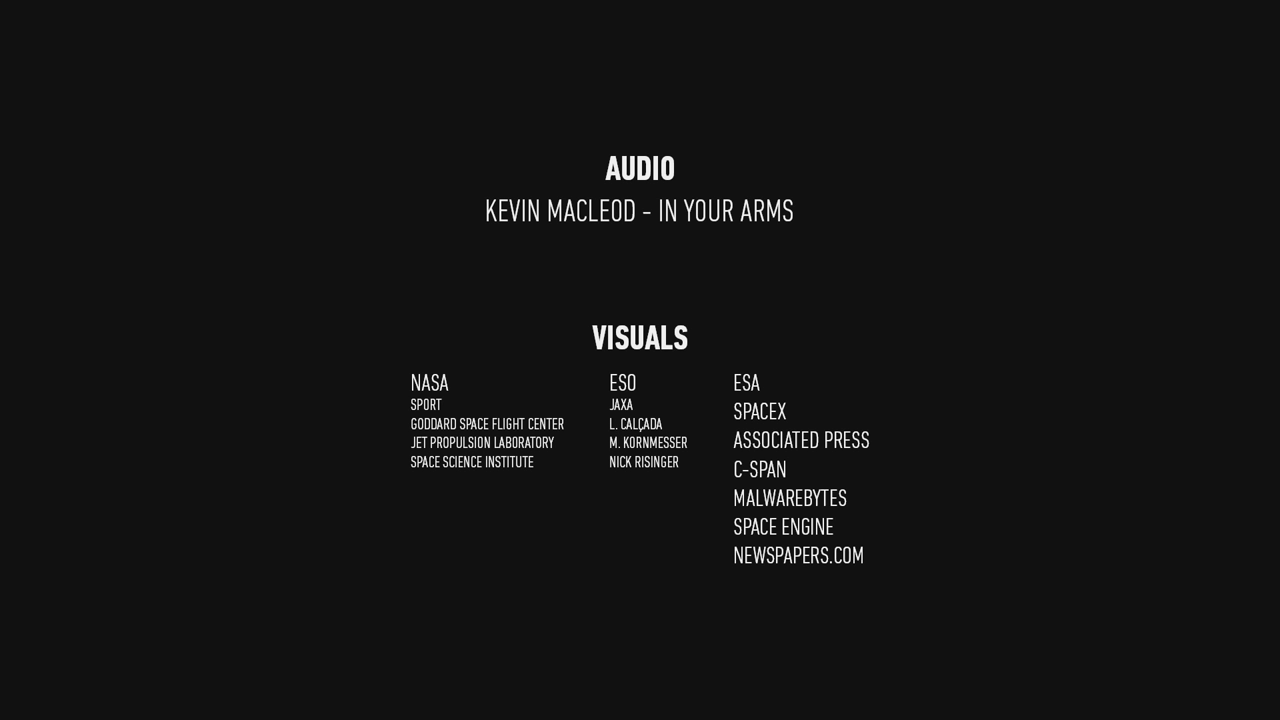 AUDIO
KEVIN MACLEOD - IN YOUR ARMS
VISUALS
NASA
SPORT
GODDARD SPACE FLIGHT CENTER
JET PROPULSION LABORATORY
SPACE SCIENCE INSTITUTE
ESO
JAXA
L. CALÇADA
M. KORNMESSER
NICK RISINGER
ESA
SPACEX
ASSOCIATED PRESS
C-SPAN
MALWAREBYTES
SPACE ENGINE
NEWSPAPERS.COM